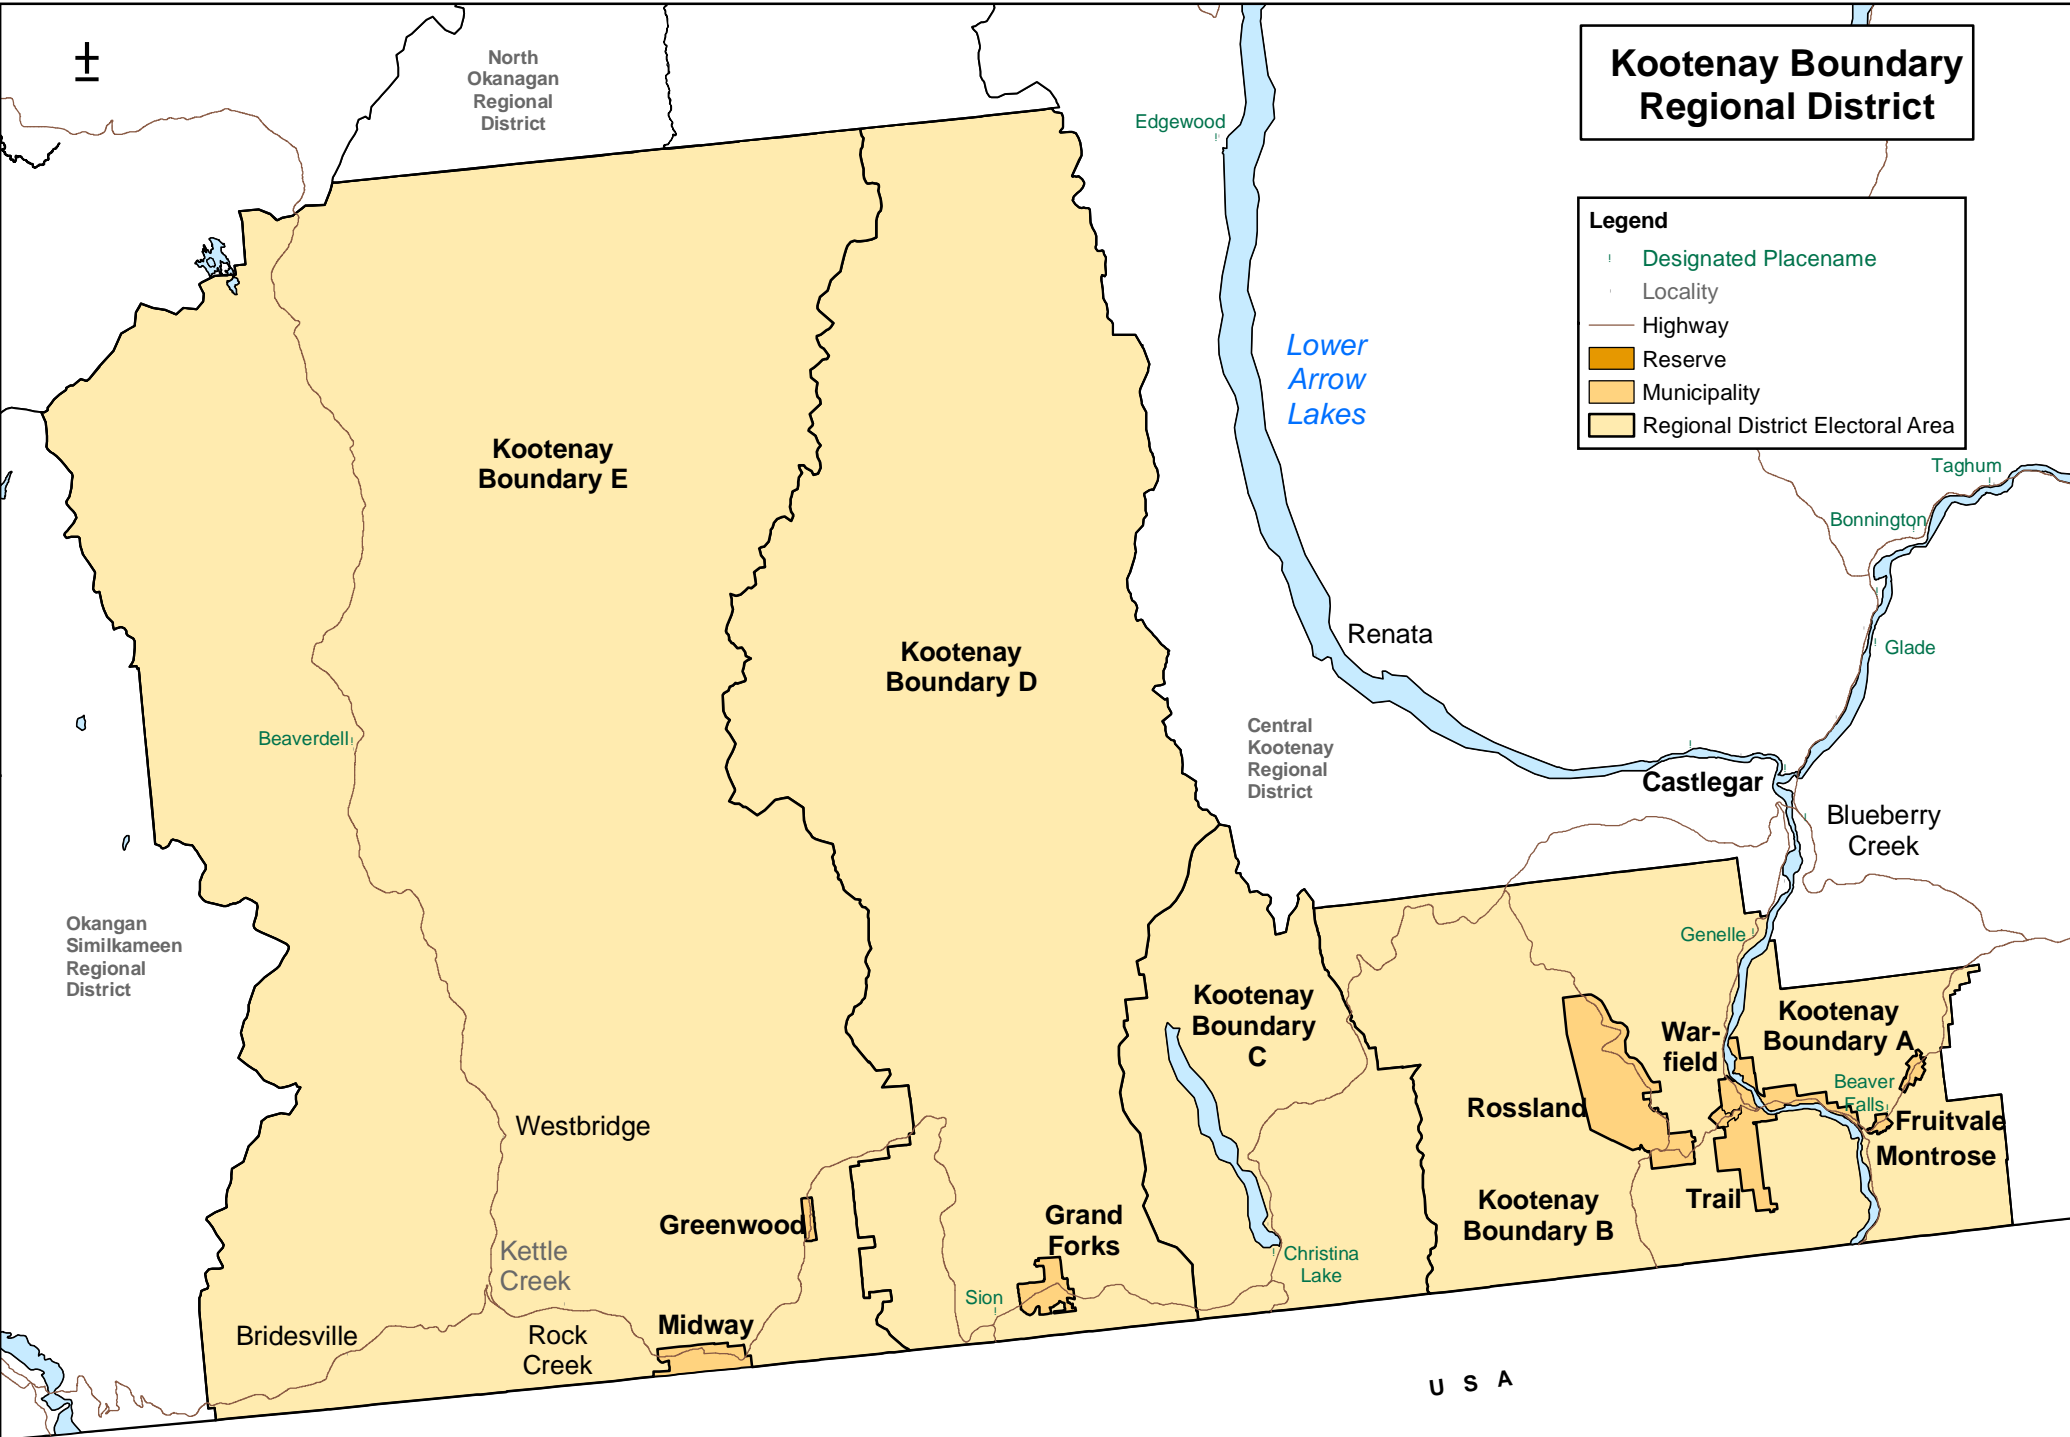 ±
North
Okanagan
Regional
District
Kootenay Boundary
Regional District
Edgewood
Legend
Designated Placename
Locality
Highway
Reserve
Municipality
Regional District Electoral Area
Lower
Arrow
Lakes
Kootenay
Boundary E
Taghum
Bonnington
Renata
Glade
Kootenay
Boundary D
Beaverdell
Central
Kootenay
Regional
District
Castlegar
Blueberry
Creek
Okangan
Similkameen
Regional
District
Genelle
Kootenay
Boundary
C
War-
field
Kootenay
Boundary A
Beaver
Falls
Rossland
Fruitvale
Montrose
Westbridge
Trail
Kootenay
Boundary B
Greenwood
Grand
Forks
Kettle
Creek
Christina
Lake
Sion
Midway
Bridesville
Rock
Creek
U S A